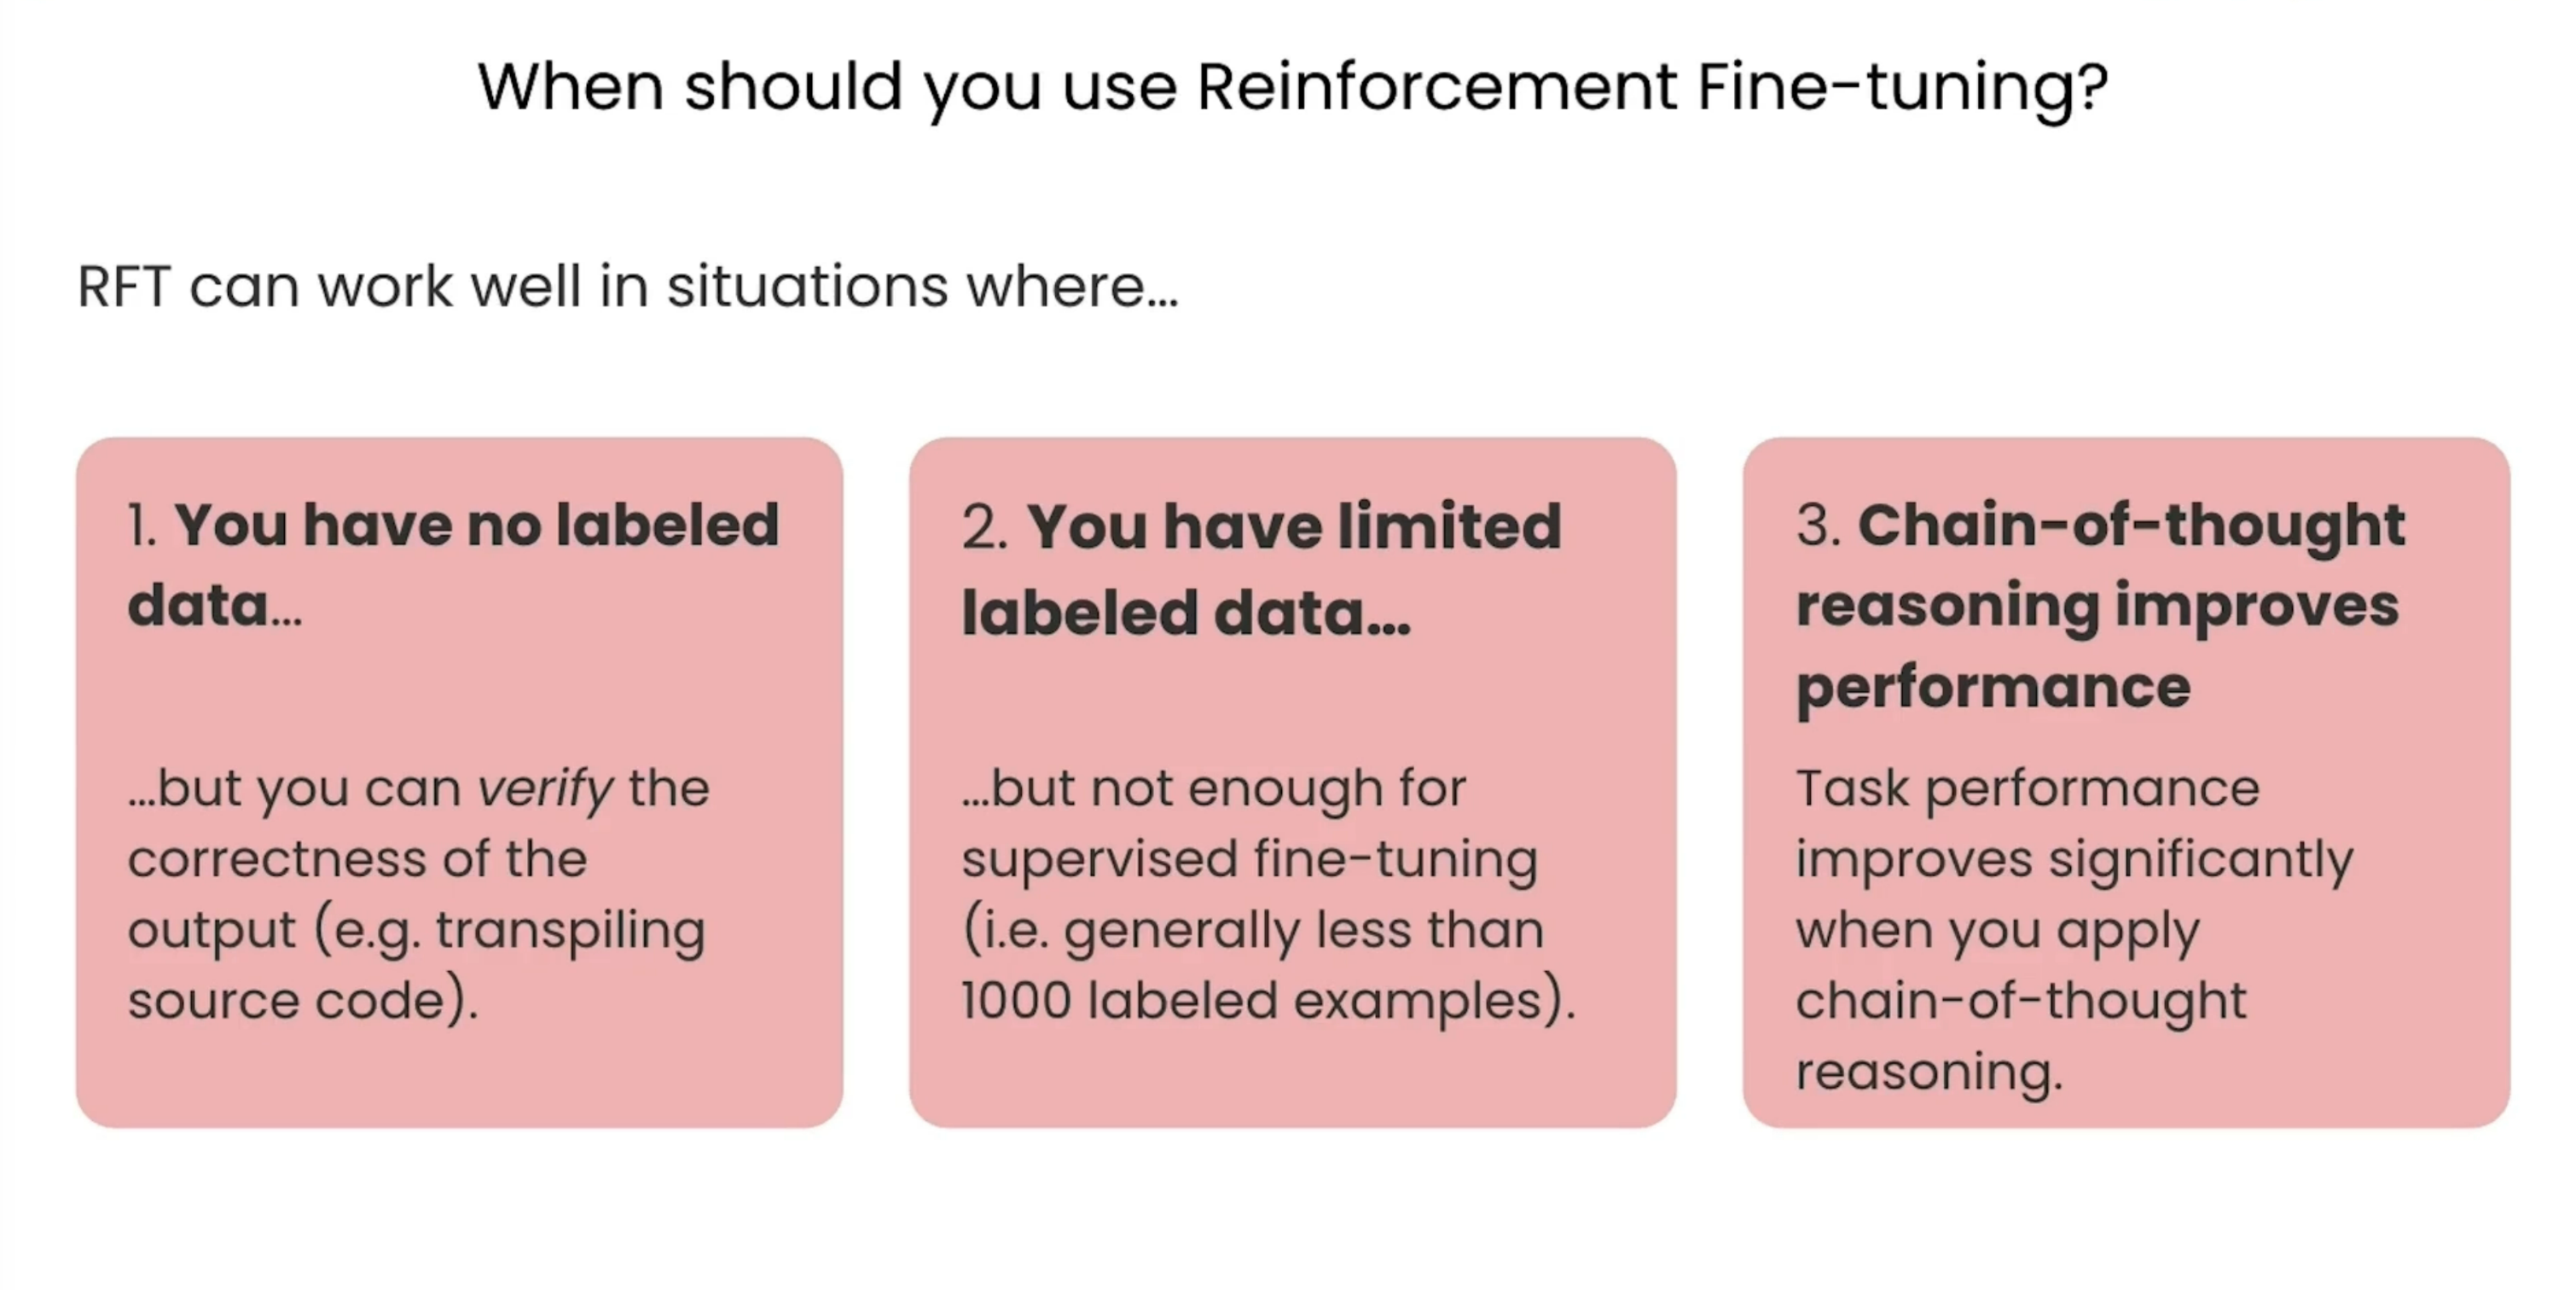 When should you use Reinforcement Fine-tuning?
RFT can work well in situations where...
1. You have no labeled
data...
...but you can verify the
correctness of the
output (e.g. transpiling
source code).
2. You have limited
labeled data...
...but not enough for
supervised fine-tuning
(i.e. generally less than
1000 labeled examples).
3. Chain-of-thought
reasoning improves
performance
Task performance
improves significantly
when you apply
chain-of-thought
reasoning.